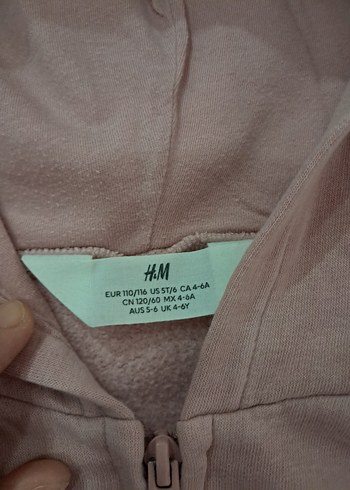 H&M
EUR 110/116 US 5T/6 CA 4-6A
CN 120/60 MX 4-6A
AUS 5-6 UK 4-6Y